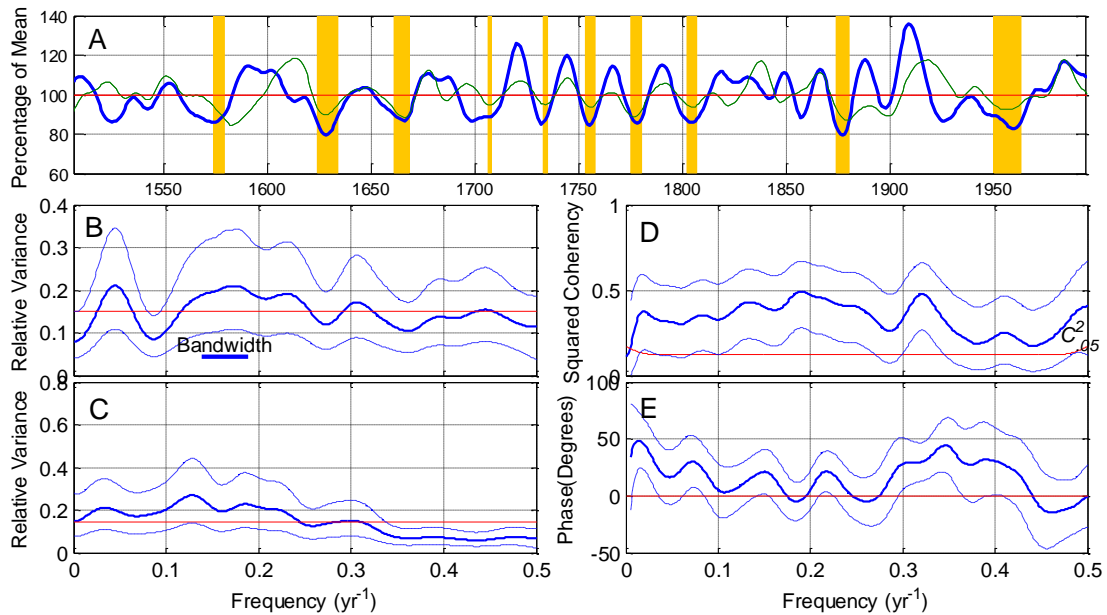 A
Percentage of Mean
140
120
100
80
60
1550 1600 1650 1700 1750 1800 1850 1900 1950
B
Relative Variance
0.4
0.3
0.2
0.1
0
Bandwidth
D
Squared Coherency
1
0.5
0
C².05
C
Relative Variance
0.8
0.6
0.4
0.2
0
0 0.1 0.2 0.3 0.4 0.5
Frequency (yr⁻¹)
E
Phase(Degrees)
100
50
0
-50
0 0.1 0.2 0.3 0.4 0.5
Frequency (yr⁻¹)